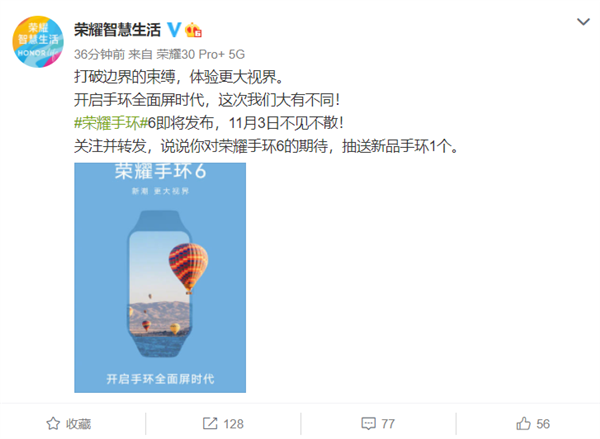 荣耀
智慧生活
HONOR
荣耀智慧生活
36分钟前 来自 荣耀30 Pro+ 5G
打破边界的束缚，体验更大视界。
开启手环全面屏时代，这次我们大有不同！
#荣耀手环#6即将发布，11月3日不见不散！
关注并转发，说说你对荣耀手环6的期待，抽送新品手环1个。
荣耀手环6
新潮 更大视界
开启手环全面屏时代
收藏
128
77
56